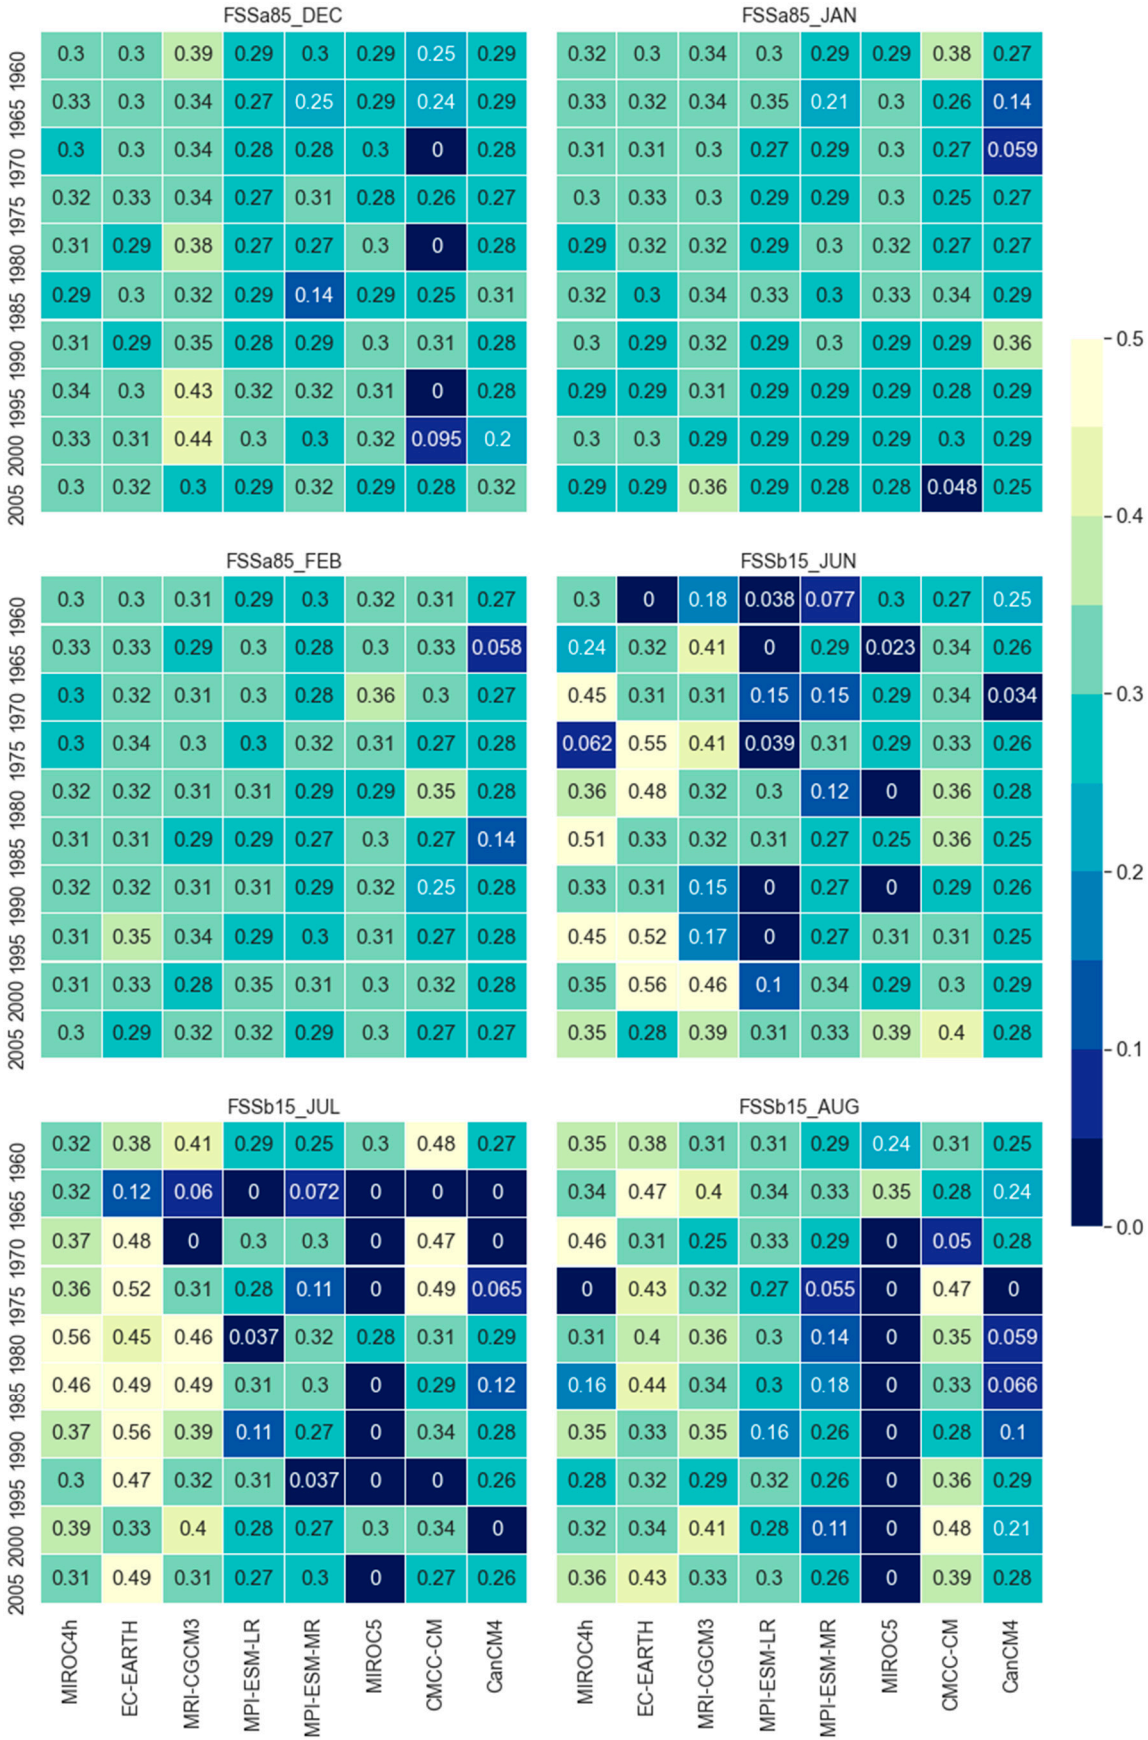 FSSa85_DEC FSSa85_JAN
1960 0.3 0.3 0.39 0.29 0.3 0.29 0.25 0.29 0.32 0.3 0.34 0.3 0.29 0.29 0.38 0.27
1965 0.33 0.3 0.34 0.27 0.25 0.29 0.24 0.29 0.33 0.32 0.34 0.35 0.21 0.3 0.26 0.14
1970 0.3 0.3 0.34 0.28 0.28 0.3 0 0.28 0.31 0.31 0.3 0.27 0.29 0.3 0.27 0.059
1975 0.32 0.33 0.34 0.27 0.31 0.28 0.26 0.27 0.3 0.33 0.3 0.29 0.29 0.3 0.25 0.27
1980 0.31 0.29 0.38 0.27 0.27 0.3 0 0.28 0.29 0.32 0.32 0.29 0.3 0.32 0.27 0.27
1985 0.29 0.3 0.32 0.29 0.14 0.29 0.25 0.31 0.32 0.3 0.34 0.33 0.3 0.33 0.34 0.29
1990 0.31 0.29 0.35 0.28 0.29 0.3 0.31 0.28 0.3 0.29 0.32 0.29 0.3 0.29 0.29 0.36
1995 0.34 0.3 0.43 0.32 0.32 0.31 0 0.28 0.29 0.29 0.31 0.29 0.29 0.29 0.28 0.29
2000 0.33 0.31 0.44 0.3 0.3 0.32 0.095 0.2 0.3 0.3 0.29 0.29 0.29 0.29 0.3 0.29
2005 0.3 0.32 0.3 0.29 0.32 0.29 0.28 0.32 0.29 0.29 0.36 0.29 0.28 0.28 0.048 0.25
FSSa85_FEB FSSb15_JUN
1960 0.3 0.3 0.31 0.29 0.3 0.32 0.31 0.27 0.3 0 0.18 0.038 0.077 0.3 0.27 0.25
1965 0.33 0.33 0.29 0.3 0.28 0.3 0.33 0.058 0.24 0.32 0.41 0 0.29 0.023 0.34 0.26
1970 0.3 0.32 0.31 0.3 0.28 0.36 0.3 0.27 0.45 0.31 0.31 0.15 0.15 0.29 0.34 0.034
1975 0.3 0.34 0.3 0.3 0.32 0.31 0.27 0.28 0.062 0.55 0.41 0.039 0.31 0.29 0.33 0.26
1980 0.32 0.32 0.31 0.31 0.29 0.29 0.35 0.28 0.36 0.48 0.32 0.3 0.12 0 0.36 0.28
1985 0.31 0.31 0.29 0.29 0.27 0.3 0.27 0.14 0.51 0.33 0.32 0.31 0.27 0.25 0.36 0.25
1990 0.32 0.32 0.31 0.31 0.29 0.32 0.25 0.28 0.33 0.31 0.15 0 0.27 0 0.29 0.26
1995 0.31 0.35 0.34 0.29 0.3 0.31 0.27 0.28 0.45 0.52 0.17 0 0.27 0.31 0.31 0.25
2000 0.31 0.33 0.28 0.35 0.31 0.3 0.32 0.28 0.35 0.56 0.46 0.1 0.34 0.29 0.3 0.29
2005 0.3 0.29 0.32 0.32 0.29 0.3 0.27 0.27 0.35 0.28 0.39 0.31 0.33 0.39 0.4 0.28
FSSb15_JUL FSSb15_AUG
1960 0.32 0.38 0.41 0.29 0.25 0.3 0.48 0.27 0.35 0.38 0.31 0.31 0.29 0.24 0.31 0.25
1965 0.32 0.12 0.06 0 0.072 0 0 0 0.34 0.47 0.4 0.34 0.33 0.35 0.28 0.24
1970 0.37 0.48 0 0.3 0.3 0 0.47 0 0.46 0.31 0.25 0.33 0.29 0 0.05 0.28
1975 0.36 0.52 0.31 0.28 0.11 0 0.49 0.065 0 0.43 0.32 0.27 0.055 0 0.47 0
1980 0.56 0.45 0.46 0.037 0.32 0.28 0.31 0.29 0.31 0.4 0.36 0.3 0.14 0 0.35 0.059
1985 0.46 0.49 0.49 0.31 0.3 0 0.29 0.12 0.16 0.44 0.34 0.3 0.18 0 0.33 0.066
1990 0.37 0.56 0.39 0.11 0.27 0 0.34 0.28 0.35 0.33 0.35 0.16 0.26 0 0.28 0.1
1995 0.3 0.47 0.32 0.31 0.037 0 0 0.26 0.28 0.32 0.29 0.32 0.26 0 0.36 0.29
2000 0.39 0.33 0.4 0.28 0.27 0.3 0.34 0 0.32 0.34 0.41 0.28 0.11 0 0.48 0.21
2005 0.31 0.49 0.31 0.27 0.3 0 0.27 0.26 0.36 0.43 0.33 0.3 0.26 0 0.39 0.28
MIROC4h EC-EARTH MRI-CGCM3 MPI-ESM-LR MPI-ESM-MR MIROC5 CMCC-CM CanCM4 MIROC4h EC-EARTH MRI-CGCM3 MPI-ESM-LR MPI-ESM-MR MIROC5 CMCC-CM CanCM4
0.5
0.4
0.3
0.2
0.1
0.0